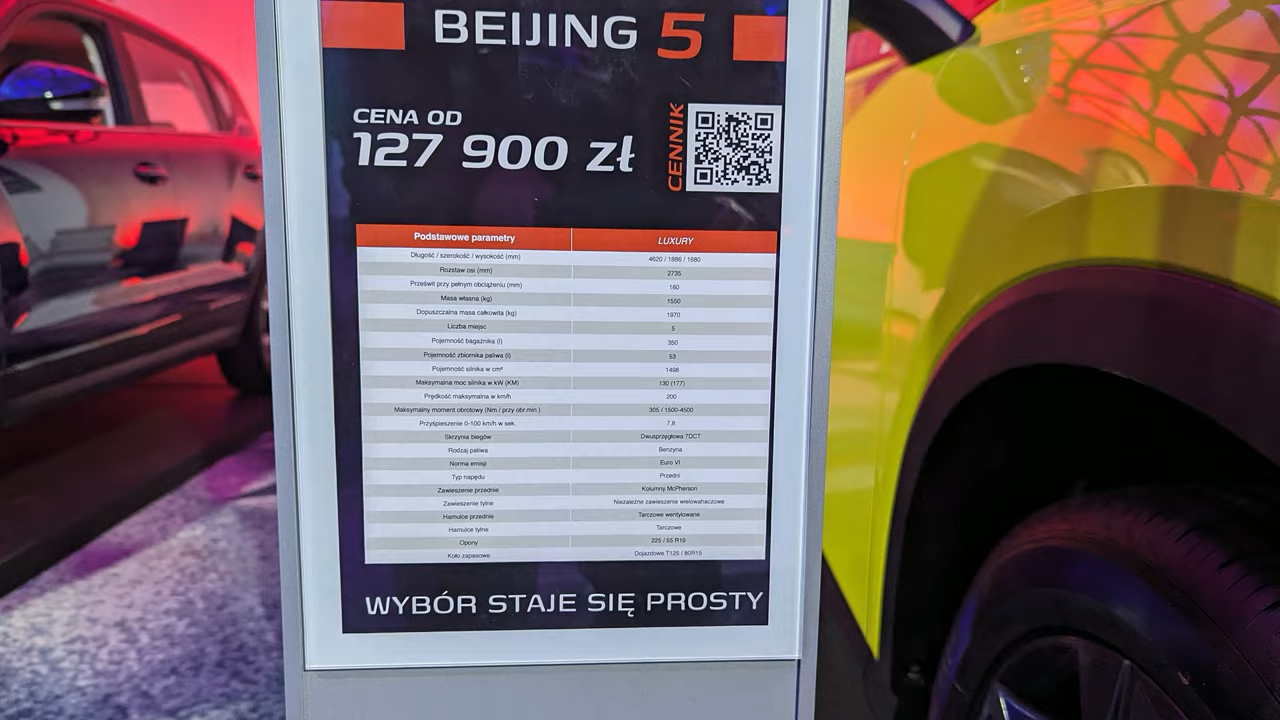 BEIJING 5
CENA OD
127 900 zł
CENNIK
Podstawowe parametry LUXURY
Długość / szerokość / wysokość (mm) 4620 / 1886 / 1680
Rozstaw osi (mm) 2735
Prześwit przy pełnym obciążeniu (mm) 160
Masa własna (kg) 1550
Dopuszczalna masa całkowita (kg) 1970
Liczba miejsc 5
Pojemność bagażnika (l) 350
Pojemność zbiornika paliwa (l) 53
Pojemność silnika w cm³ 1498
Maksymalna moc silnika w kW (KM) 130 (177)
Prędkość maksymalna w km/h 200
Maksymalny moment obrotowy (Nm / przy obr.min.) 305 / 1500-4500
Przyśpieszenie 0-100 km/h w sek. 7,8
Skrzynia biegów Dwusprzęgłowa 7DCT
Rodzaj paliwa Benzyna
Norma emisji Euro VI
Typ napędu Przedni
Zawieszenie przednie Kolumny McPherson
Zawieszenie tylne Niezależne zawieszenie wielowahaczowe
Hamulce przednie Tarczowe wentylowane
Hamulce tylne Tarczowe
Opony 225 / 55 R19
Koło zapasowe Dojazdowe T125 / 80R15
WYBÓR STAJE SIĘ PROSTY